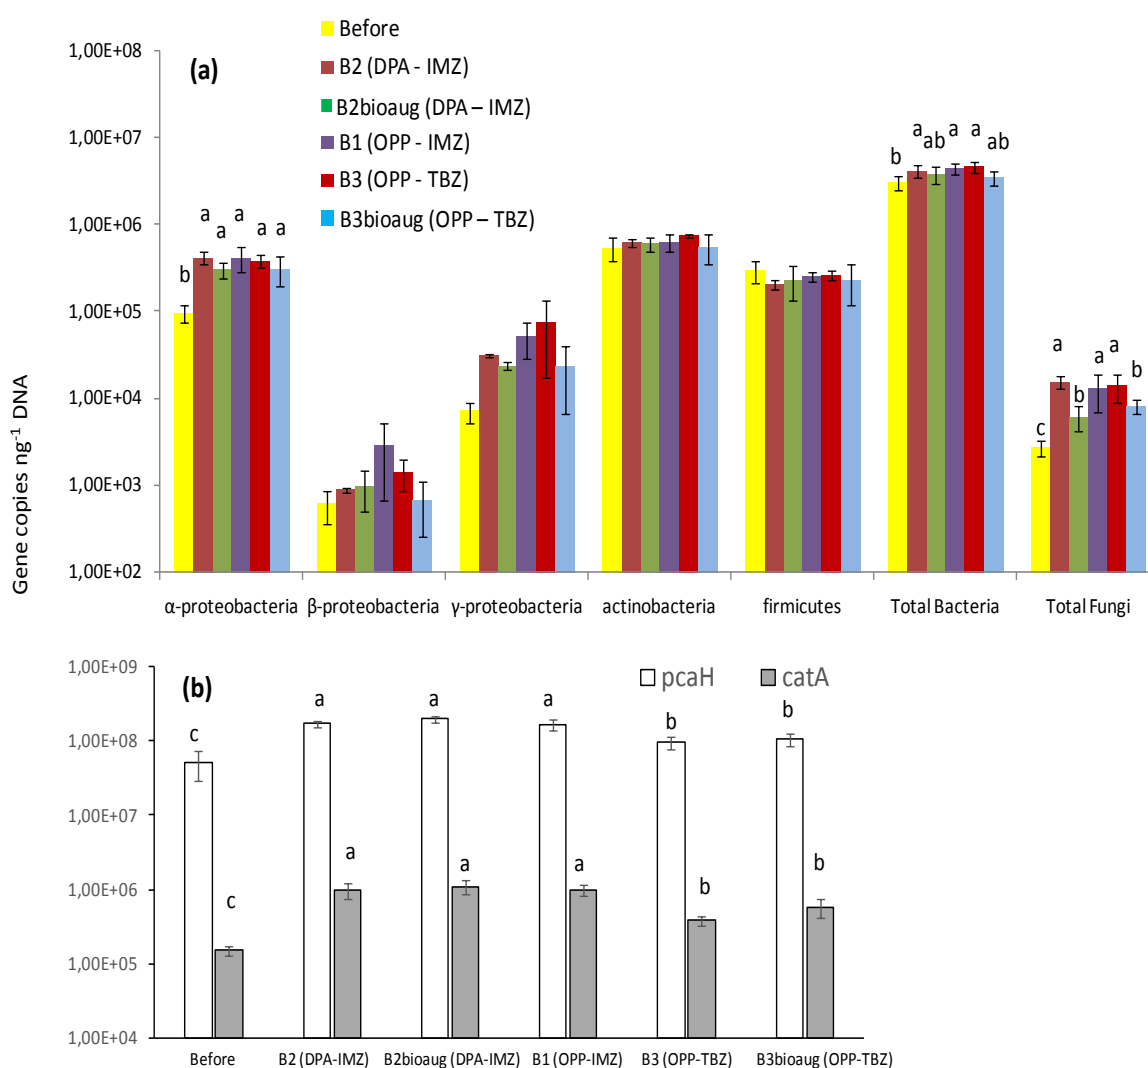 Before
B2 (DPA - IMZ)
B2bioaug (DPA – IMZ)
B1 (OPP - IMZ)
B3 (OPP - TBZ)
B3bioaug (OPP – TBZ)
(a)
Gene copies ng⁻¹ DNA
1,00E+08
1,00E+07
1,00E+06
1,00E+05
1,00E+04
1,00E+03
1,00E+02
b a a a a a
b a ab a a ab
c a b a a b
α-proteobacteria β-proteobacteria γ-proteobacteria actinobacteria firmicutes Total Bacteria Total Fungi
(b)
pcaH catA
1,00E+09
1,00E+08
1,00E+07
1,00E+06
1,00E+05
1,00E+04
c a a a b b
c a a a b b
Before B2 (DPA-IMZ) B2bioaug (DPA-IMZ) B1 (OPP-IMZ) B3 (OPP-TBZ) B3bioaug (OPP-TBZ)